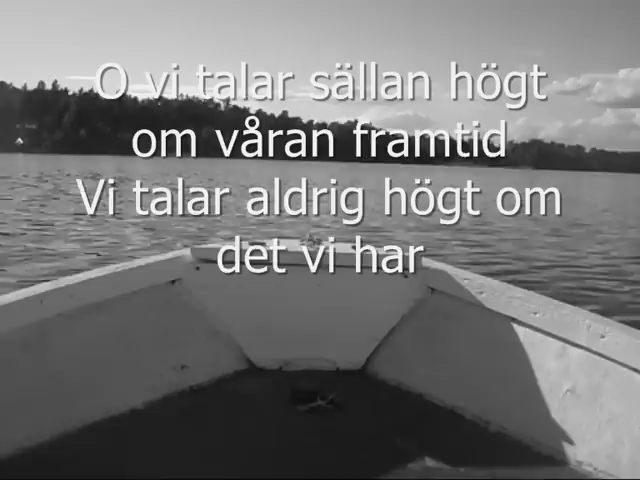 O vi talar sällan högt
om våran framtid
Vi talar aldrig högt om
det vi har